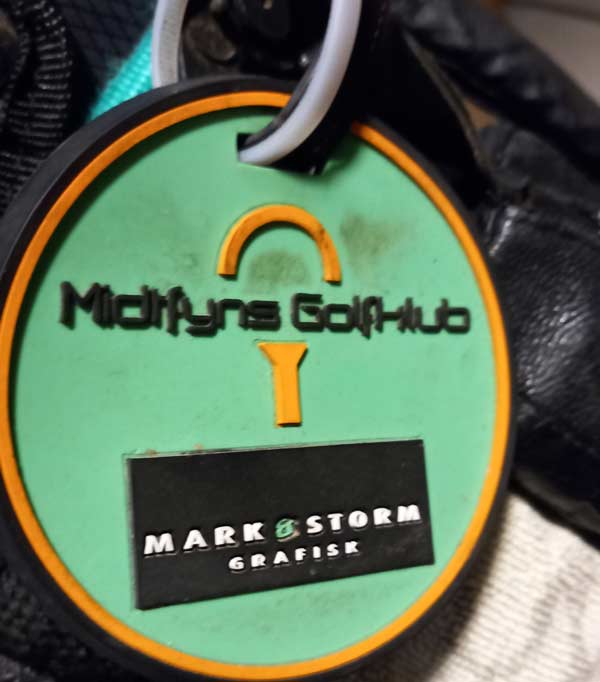 Midtfyns Golfklub
MARK & STORM
GRAFISK